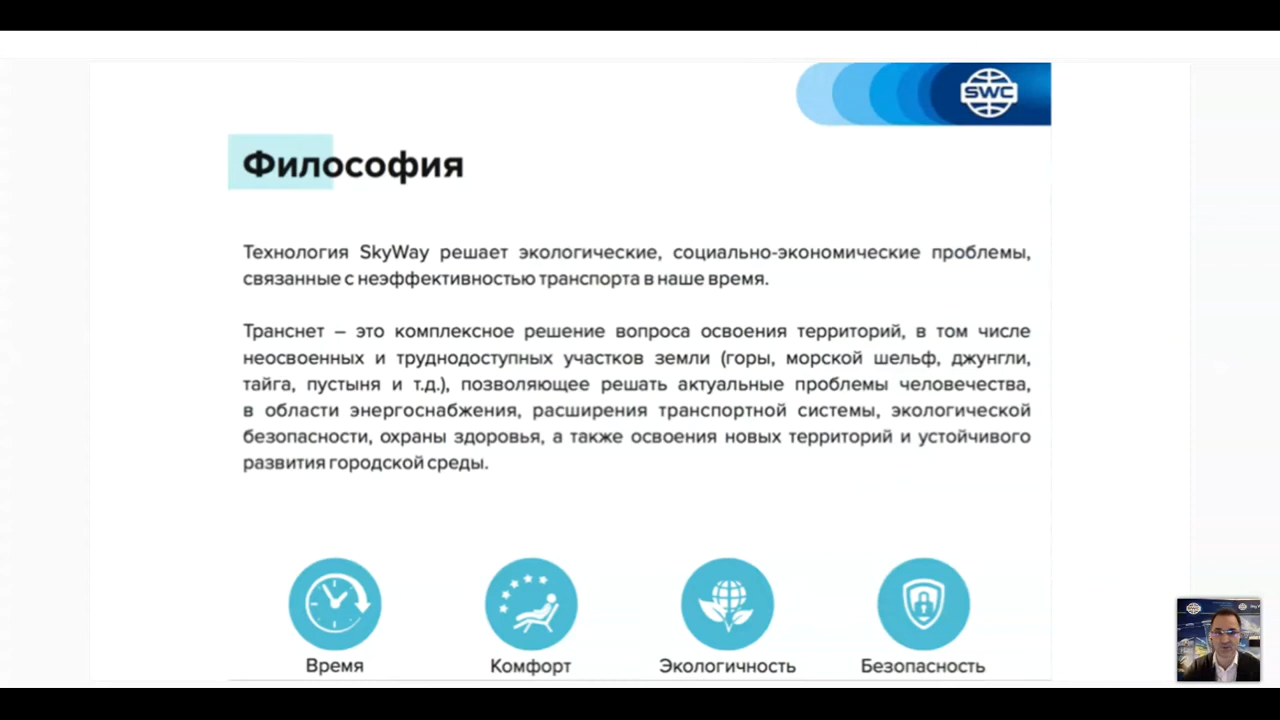 SWC
Философия
Технология SkyWay решает экологические, социально-экономические проблемы,
связанные с неэффективностью транспорта в наше время.
Транснет – это комплексное решение вопроса освоения территорий, в том числе
неосвоенных и труднодоступных участков земли (горы, морской шельф, джунгли,
тайга, пустыня и т.д.), позволяющее решать актуальные проблемы человечества,
в области энергоснабжения, расширения транспортной системы, экологической
безопасности, охраны здоровья, а также освоения новых территорий и устойчивого
развития городской среды.
Время
Комфорт
Экологичность
Безопасность